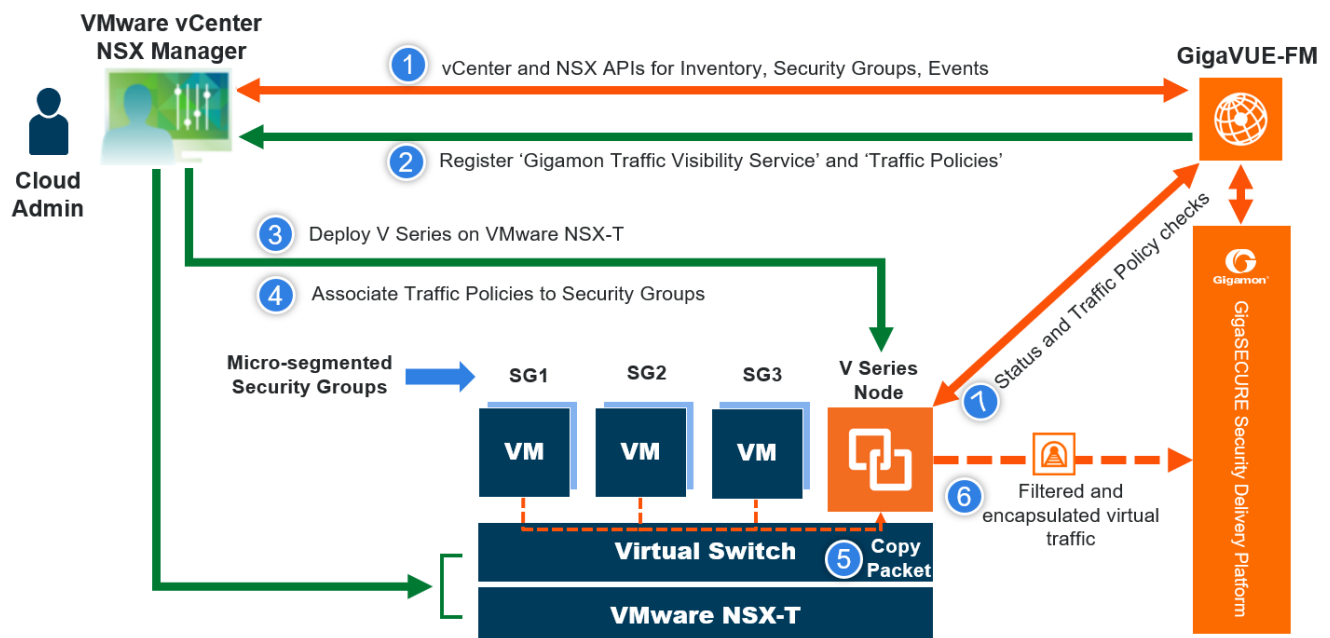 VMware vCenter
NSX Manager
Cloud
Admin
1
vCenter and NSX APIs for Inventory, Security Groups, Events
GigaVUE-FM
2
Register ‘Gigamon Traffic Visibility Service’ and ‘Traffic Policies’
3
Deploy V Series on VMware NSX-T
4
Associate Traffic Policies to Security Groups
7
Status and Traffic Policy checks
Gigamon®
GigaSECURE Security Delivery Platform
Micro-segmented
Security Groups
SG1
SG2
SG3
V Series
Node
VM
VM
VM
6
Filtered and
encapsulated virtual
traffic
Virtual Switch
5
Copy
Packet
VMware NSX-T